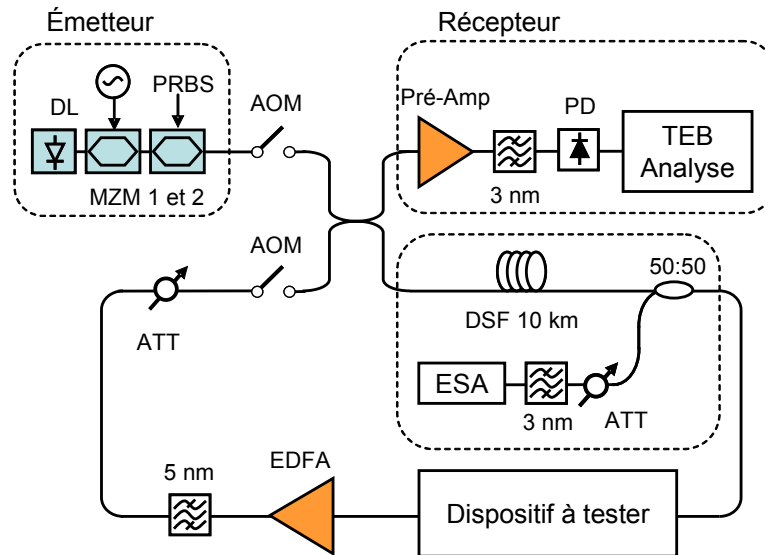 Émetteur
Récepteur
PRBS
DL
AOM
MZM 1 et 2
Pré-Amp
PD
3 nm
TEB
Analyse
AOM
ATT
50:50
DSF 10 km
ESA
3 nm
ATT
5 nm
EDFA
Dispositif à tester